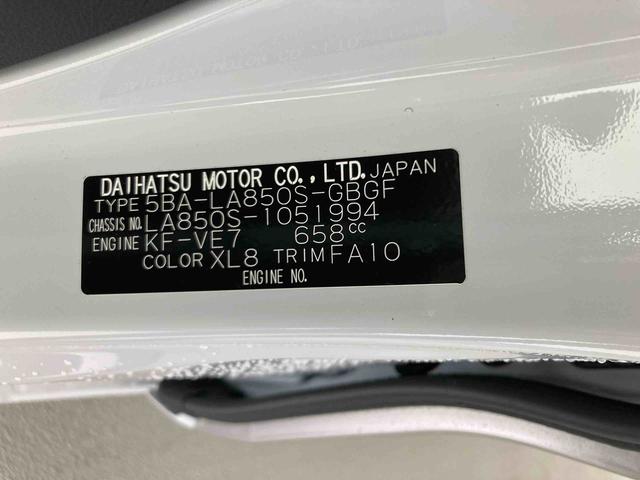 DAIHATSU MOTOR CO., LTD. JAPAN
TYPE 5BA-LA850S-GBGF
CHASSIS NO. LA850S-1051994
ENGINE KF-VE7 658cc
COLOR XL8 TRIM FA10
ENGINE NO.